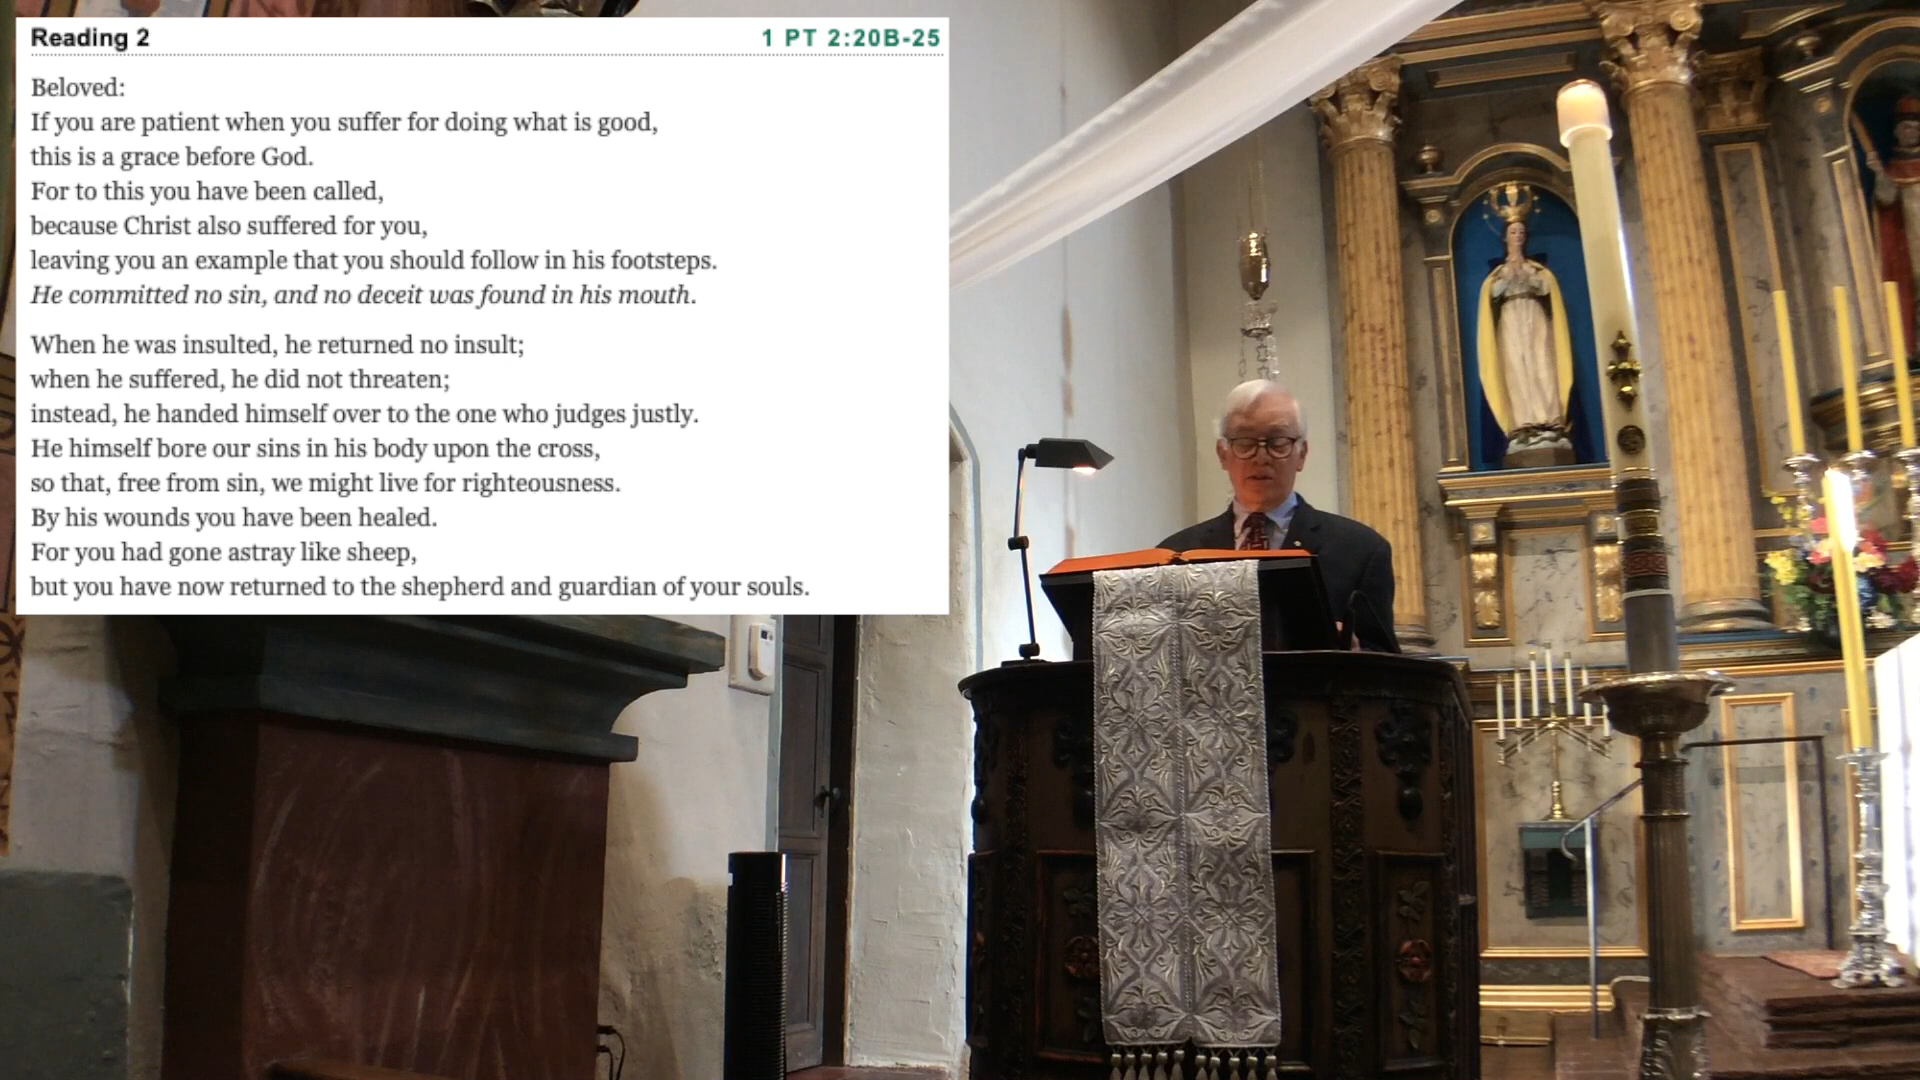 Reading 2
1 PT 2:20B-25
Beloved:
If you are patient when you suffer for doing what is good,
this is a grace before God.
For to this you have been called,
because Christ also suffered for you,
leaving you an example that you should follow in his footsteps.
He committed no sin, and no deceit was found in his mouth.
When he was insulted, he returned no insult;
when he suffered, he did not threaten;
instead, he handed himself over to the one who judges justly.
He himself bore our sins in his body upon the cross,
so that, free from sin, we might live for righteousness.
By his wounds you have been healed.
For you had gone astray like sheep,
but you have now returned to the shepherd and guardian of your souls.